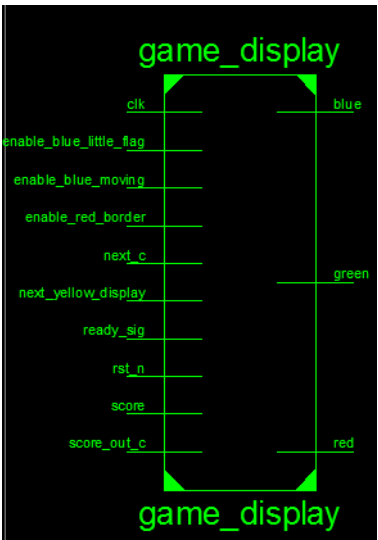 game_display
clk
blue
enable_blue_little_flag
enable_blue_moving
enable_red_border
next_c
green
next_yellow_display
ready_sig
rst_n
score
score_out_c
red
game_display